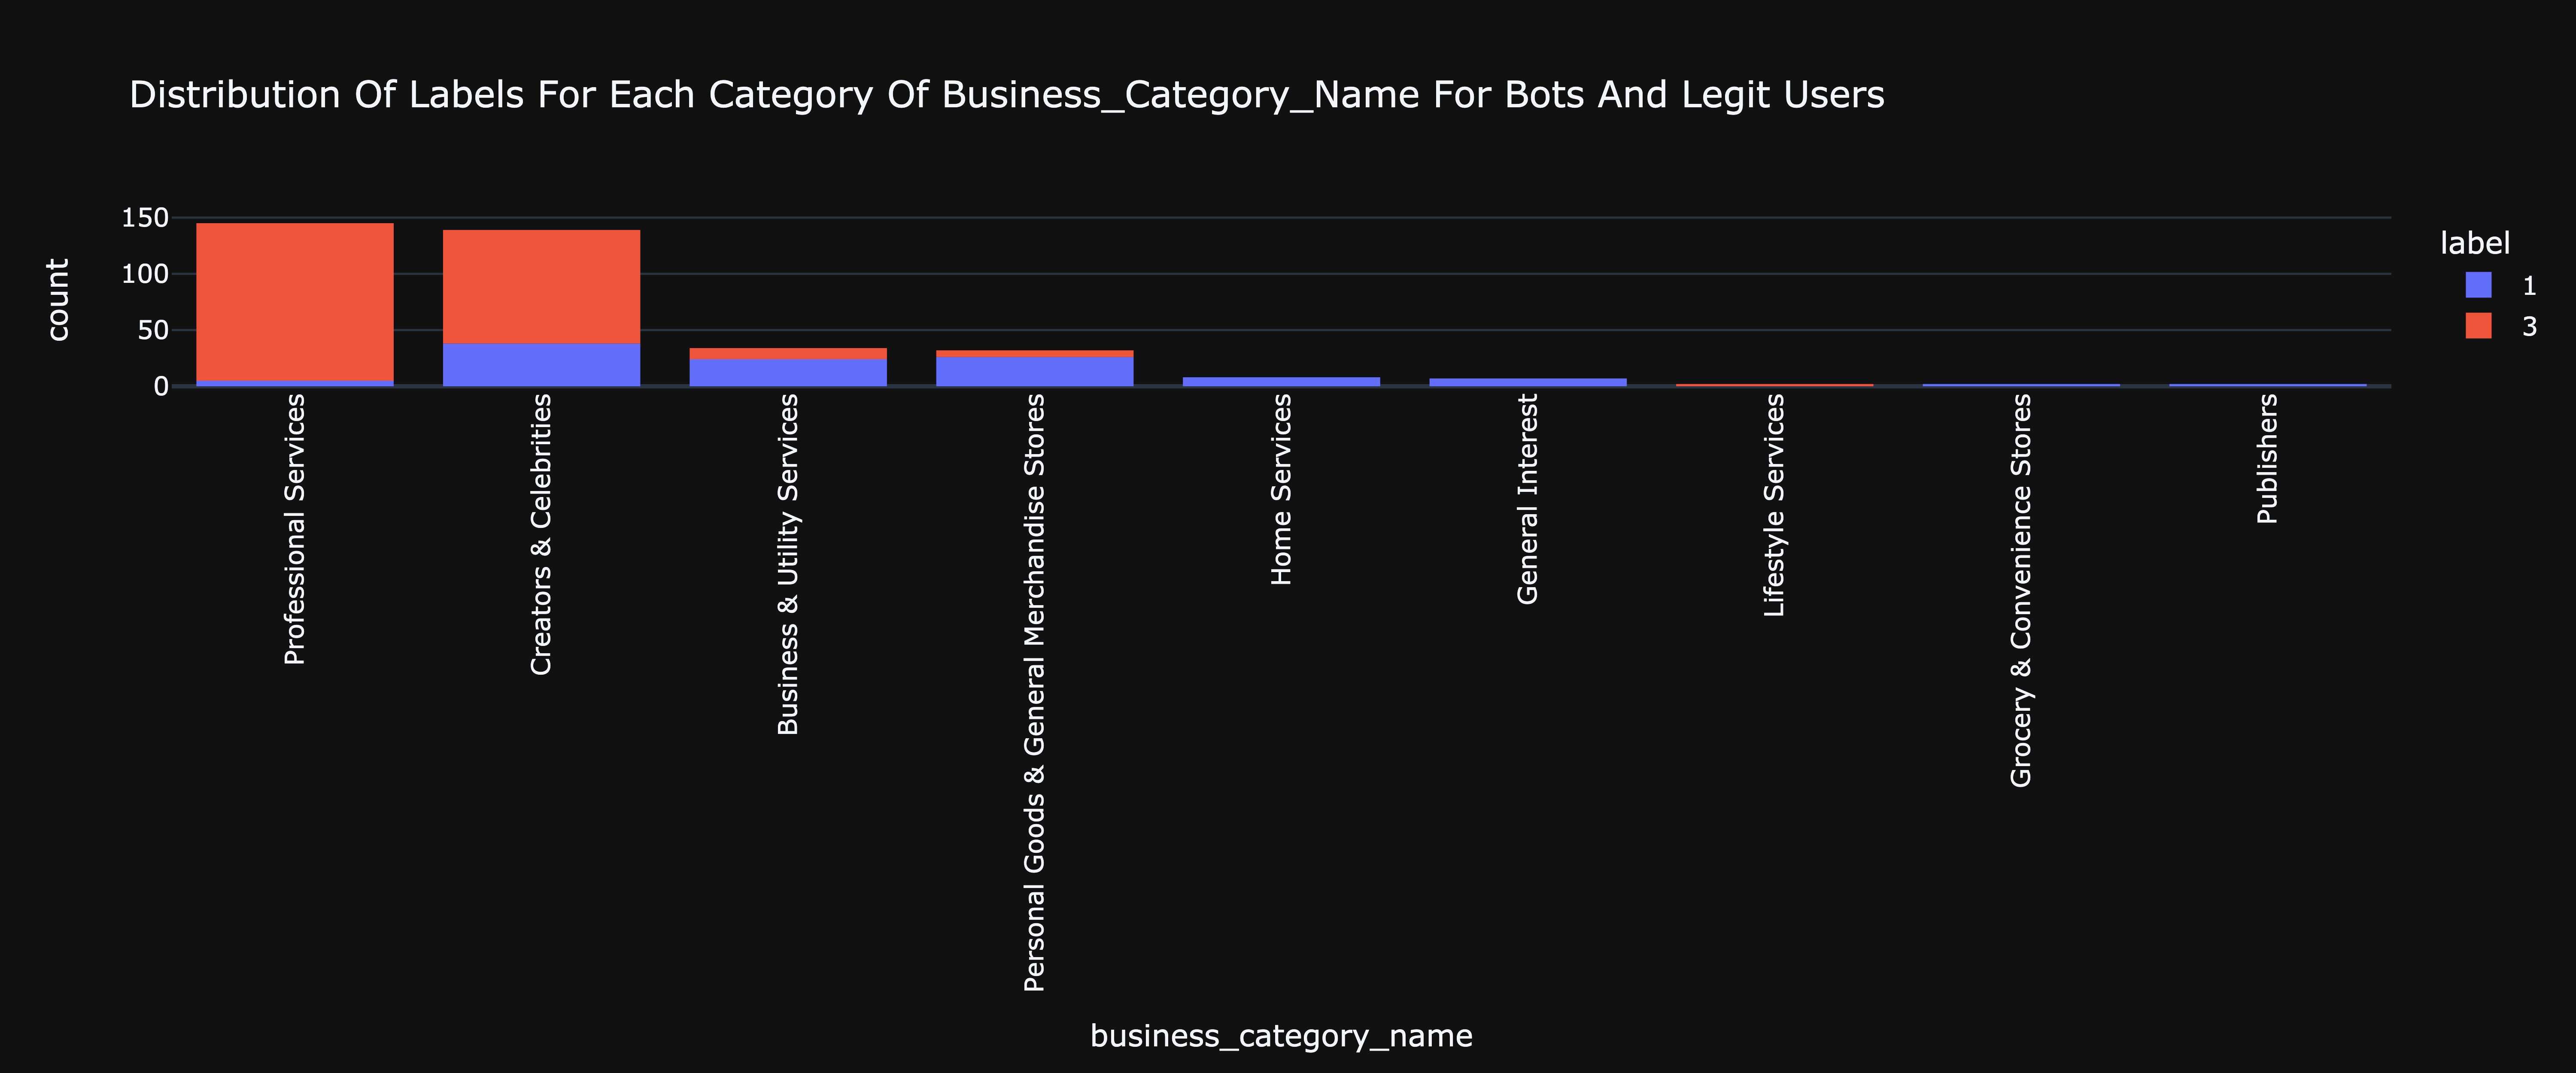 Distribution Of Labels For Each Category Of Business_Category_Name For Bots And Legit Users
count
150
100
50
0
label
1
3
Professional Services
Creators & Celebrities
Business & Utility Services
Personal Goods & General Merchandise Stores
Home Services
General Interest
Lifestyle Services
Grocery & Convenience Stores
Publishers
business_category_name